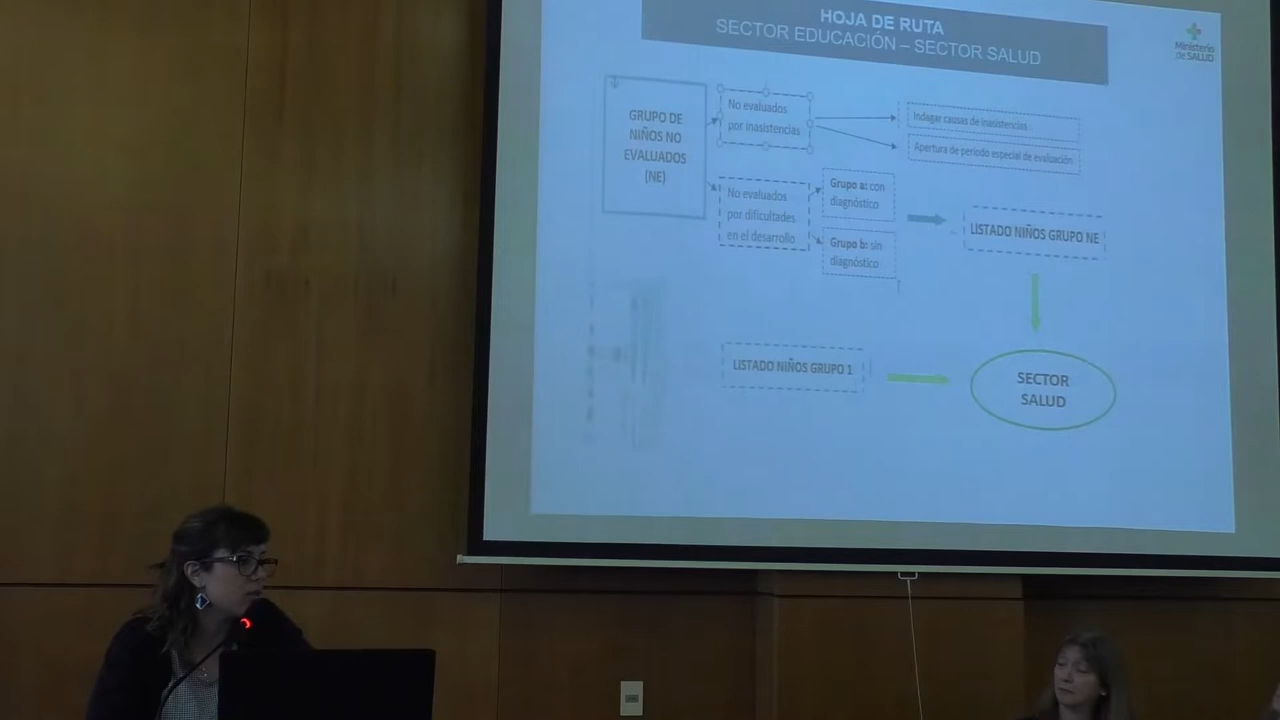 HOJA DE RUTA
SECTOR EDUCACIÓN – SECTOR SALUD
Ministerio
de SALUD
GRUPO DE
NIÑOS NO
EVALUADOS
(NE)
No evaluados
por inasistencias
Indagar causas de inasistencias
Apertura de período especial de evaluación
No evaluados
por dificultades
en el desarrollo
Grupo a: con
diagnóstico
Grupo b: sin
diagnóstico
LISTADO NIÑOS GRUPO NE
LISTADO NIÑOS GRUPO 1
SECTOR
SALUD